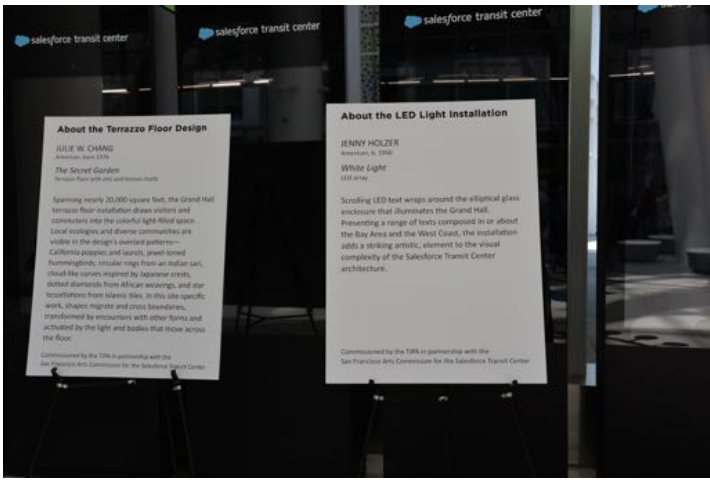 salesforce transit center
salesforce transit center
salesforce transit center
About the Terrazzo Floor Design
JULIE W. CHANG
American, born 1976
The Secret Garden
Terrazzo floor with zinc and bronze inlays
Spanning nearly 20,000 square feet, the Grand Hall
terrazzo floor installation draws visitors and
commuters into the colorful light-filled space.
Local ecologies and diverse communities are
visible in the design's overlaid patterns—
California poppies and laurels, jewel-toned
hummingbirds, circular rings from an Indian sari,
cloud-like curves inspired by Japanese crests,
dotted diamonds from African weavings, and star
tessellations from Islamic tiles. In this site-specific
work, shapes migrate and cross boundaries,
transformed by encounters with other forms and
activated by the light and bodies that move across
the floor.
Commissioned by the TJPA in partnership with the
San Francisco Arts Commission for the Salesforce Transit Center
About the LED Light Installation
JENNY HOLZER
American, b. 1950
White Light
LED array
Scrolling LED text wraps around the elliptical glass
enclosure that illuminates the Grand Hall.
Presenting a range of texts composed in or about
the Bay Area and the West Coast, the installation
adds a striking artistic, element to the visual
complexity of the Salesforce Transit Center
architecture.
Commissioned by the TJPA in partnership with the
San Francisco Arts Commission for the Salesforce Transit Center